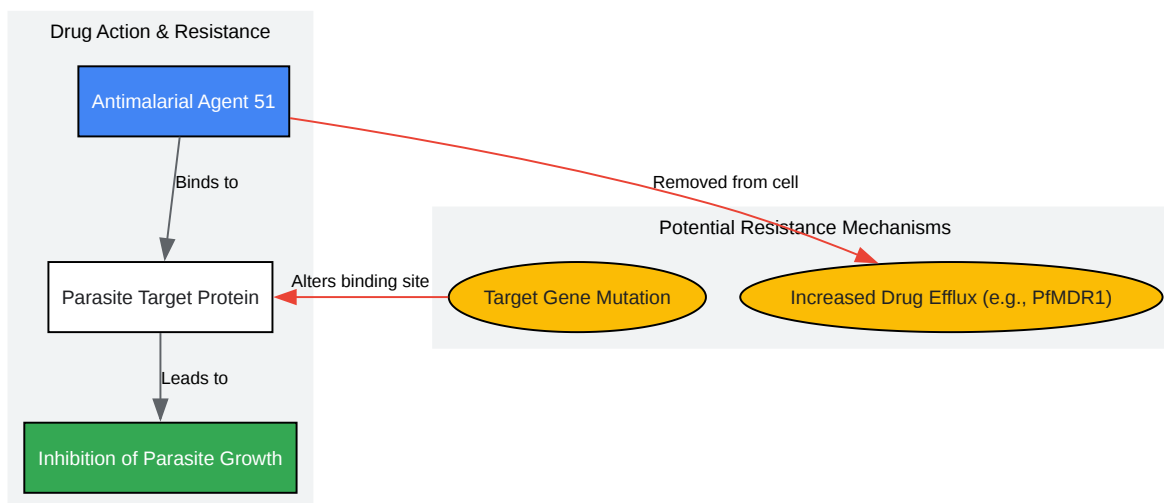 Drug Action & Resistance
Antimalarial Agent 51
Binds to
Removed from cell
Potential Resistance Mechanisms
Parasite Target Protein
Alters binding site
Target Gene Mutation
Increased Drug Efflux (e.g., PfMDR1)
Leads to
Inhibition of Parasite Growth